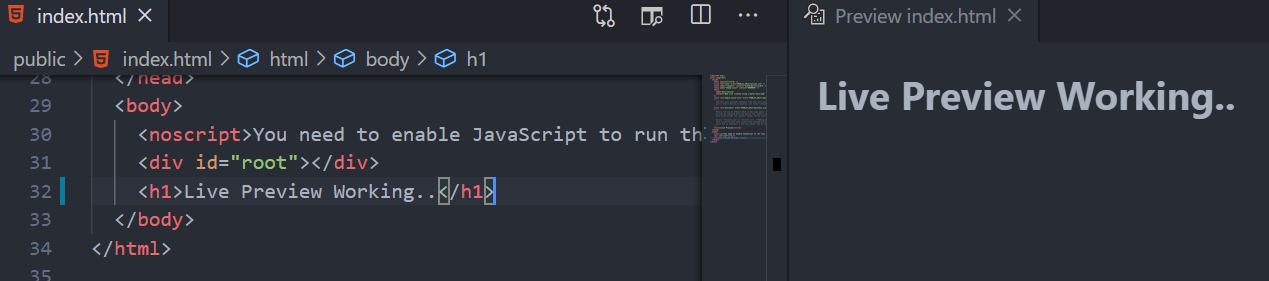 index.html
Preview index.html
public > index.html > html > body > h1
28 </head>
29 <body>
30 <noscript>You need to enable JavaScript to run th
31 <div id="root"></div>
32 <h1>Live Preview Working..</h1>
33 </body>
34 </html>
35
Live Preview Working..